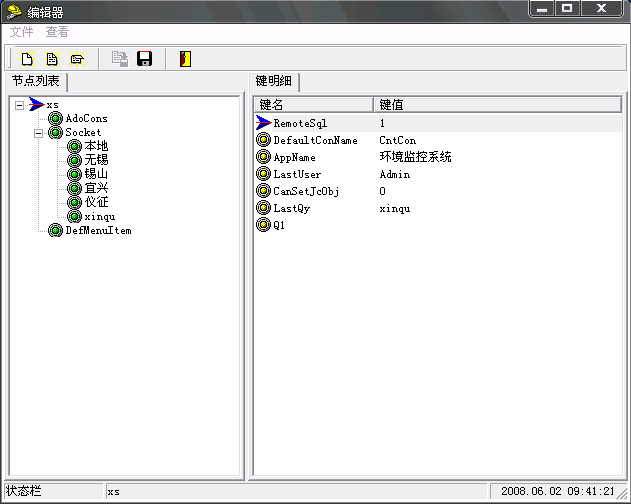 编辑器
文件 查看
节点列表 键明细
xs
AdoCons
Socket
本地
无锡
锡山
宜兴
仪征
xinqu
DefMenuItem
键名 键值
RemoteSql 1
DefaultConName CntCon
AppName 环境监控系统
LastUser Admin
CanSetJcObj 0
LastQy xinqu
Q1
状态栏 xs 2008.06.02 09:41:21